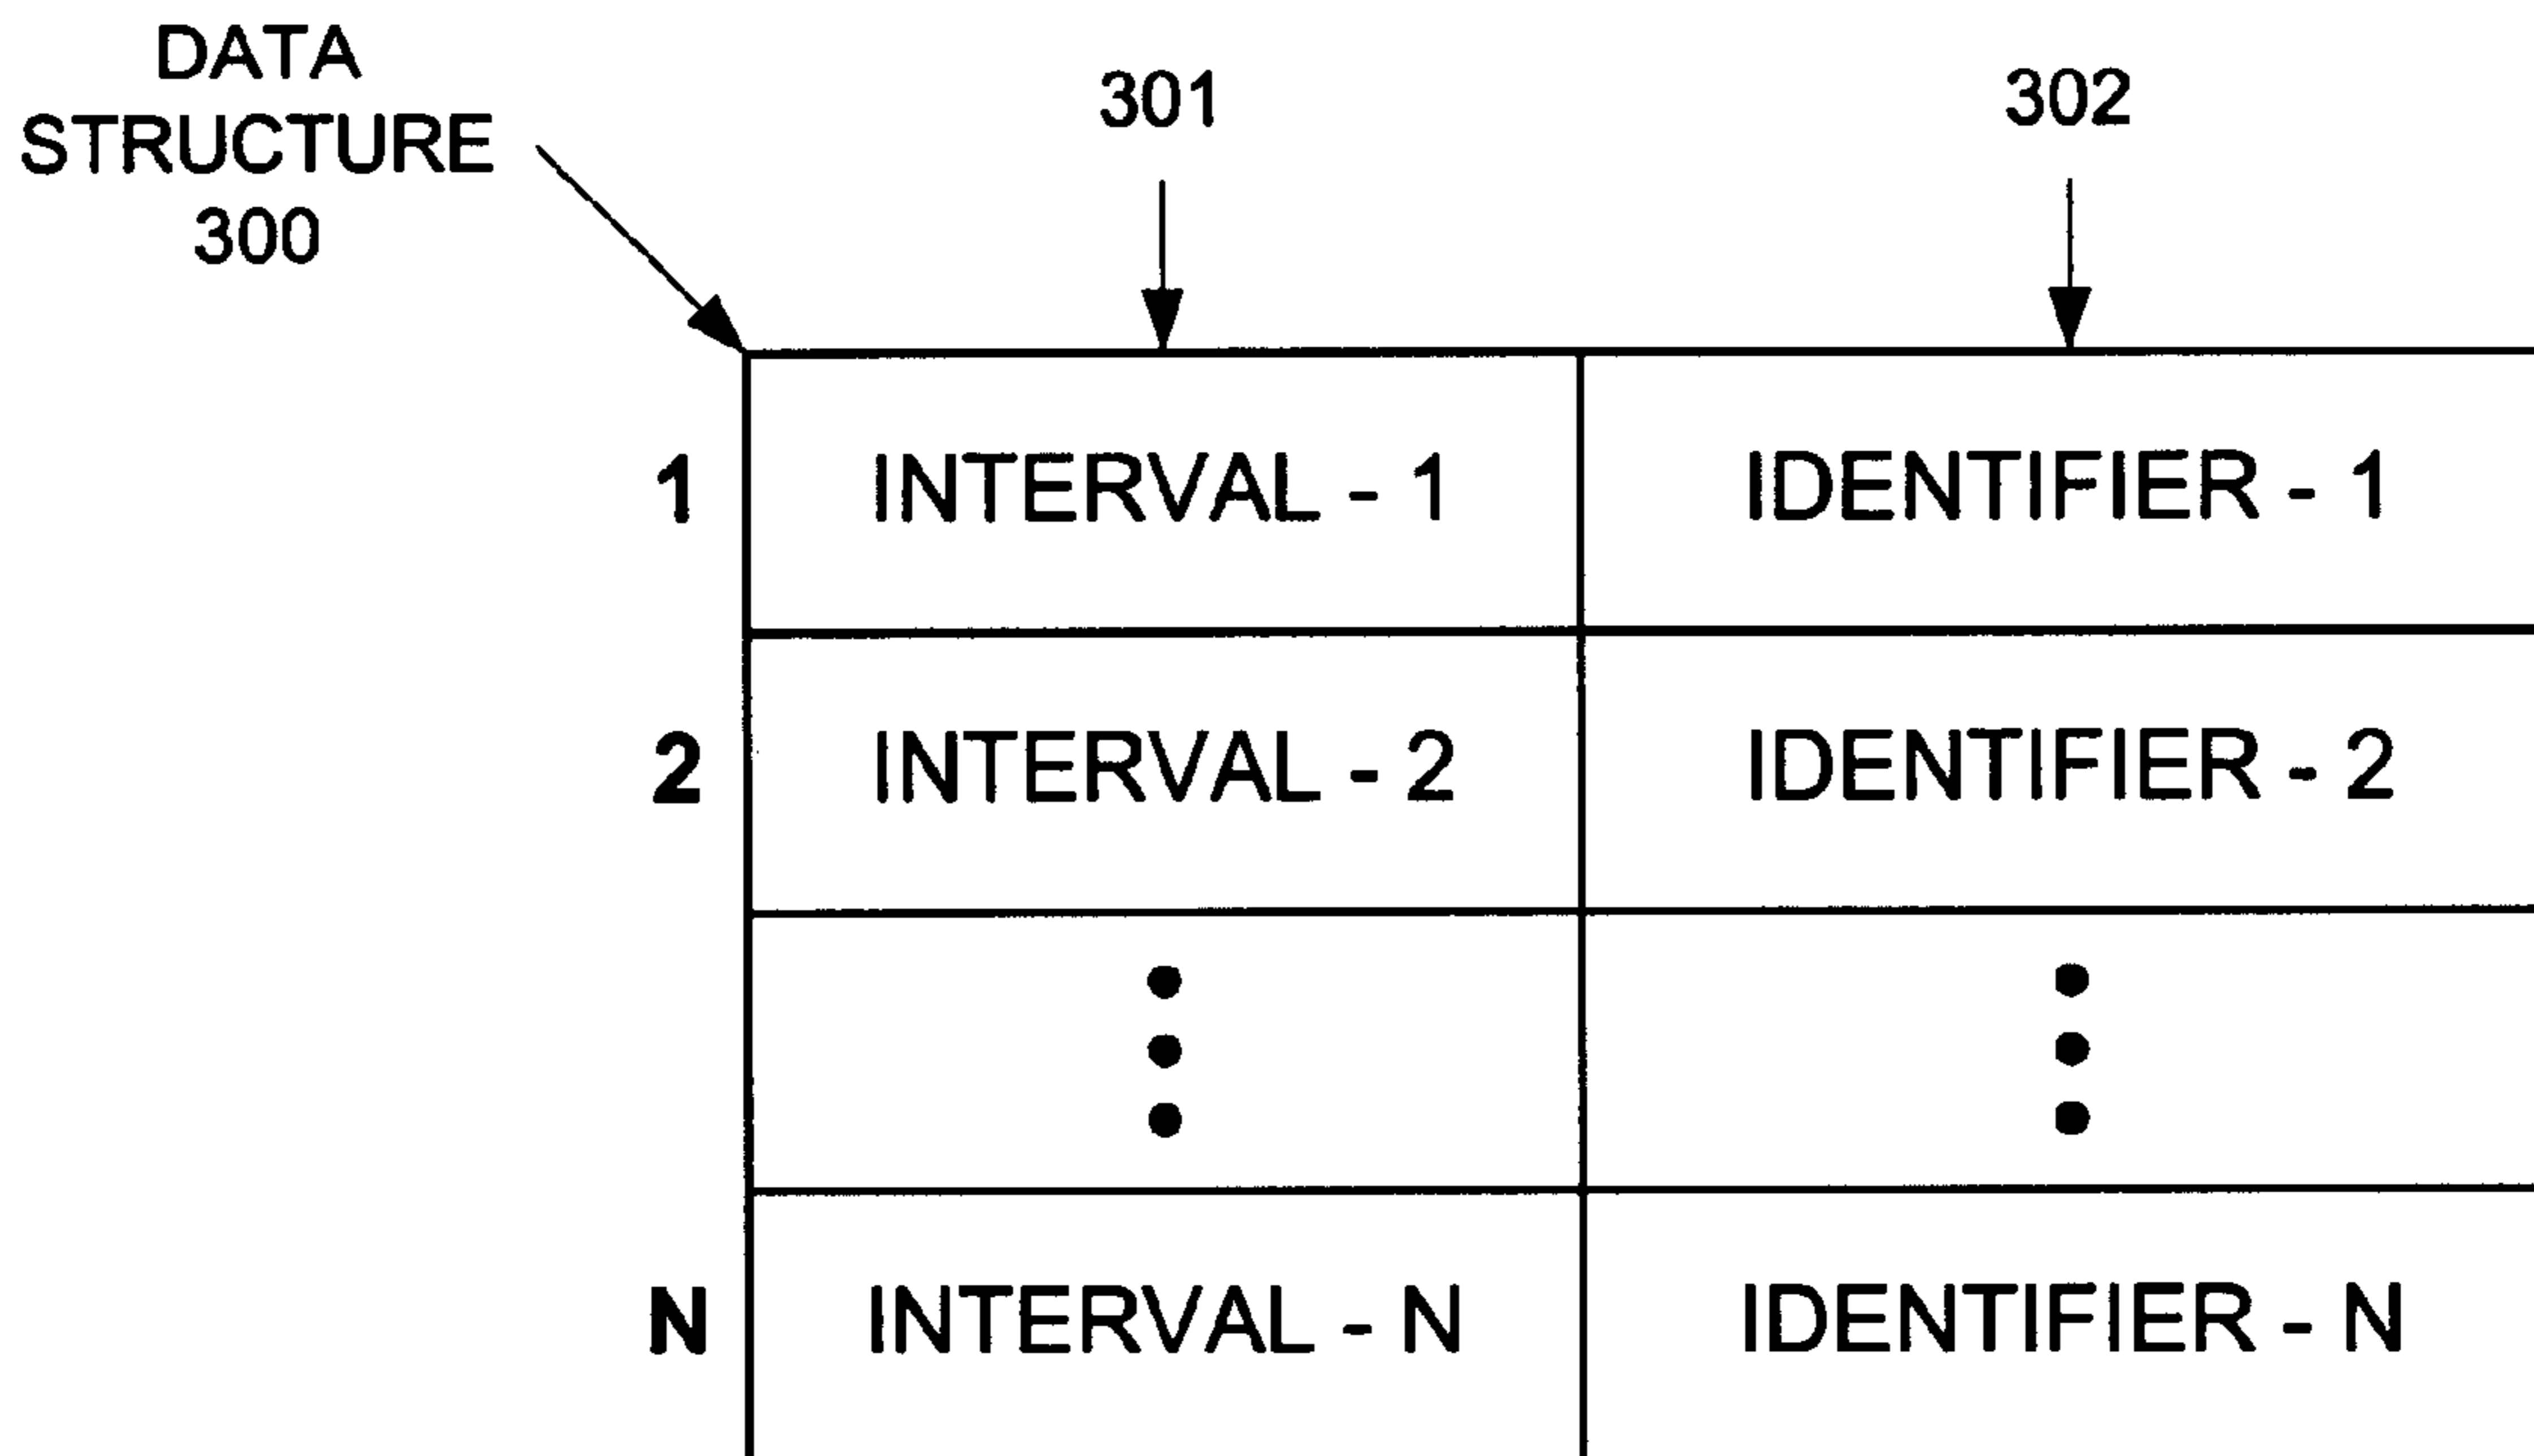 DATA
STRUCTURE
300
301
302
1 INTERVAL - 1 IDENTIFIER - 1
2 INTERVAL - 2 IDENTIFIER - 2
N INTERVAL - N IDENTIFIER - N